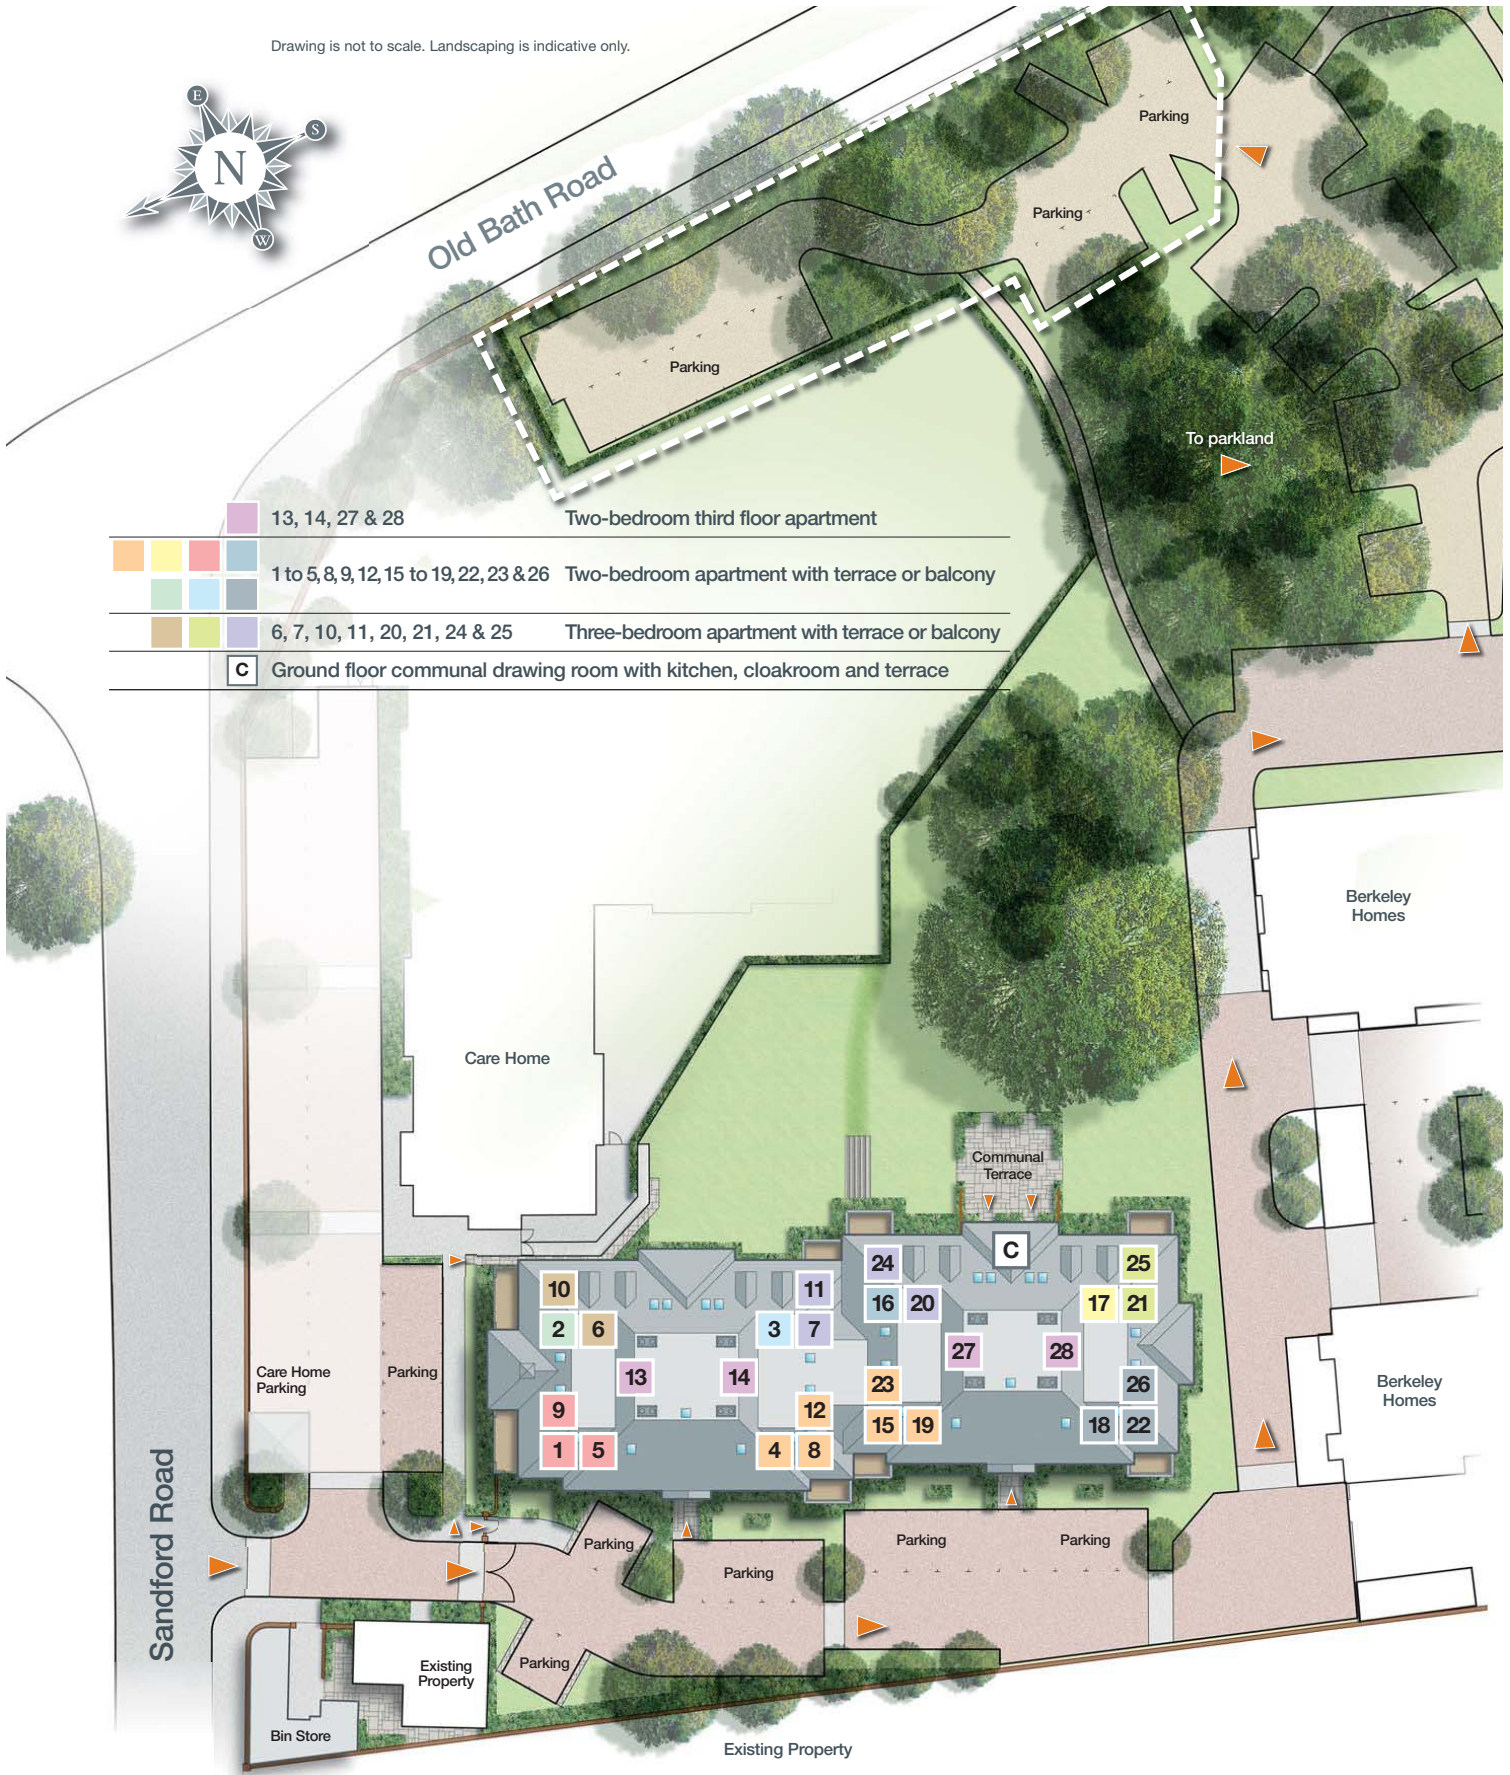 Drawing is not to scale. Landscaping is indicative only.
E
S
N
W
Old Bath Road
Parking
Parking
Parking
To parkland
13, 14, 27 & 28 Two-bedroom third floor apartment
1 to 5, 8, 9, 12, 15 to 19, 22, 23 & 26 Two-bedroom apartment with terrace or balcony
6, 7, 10, 11, 20, 21, 24 & 25 Three-bedroom apartment with terrace or balcony
C Ground floor communal drawing room with kitchen, cloakroom and terrace
Berkeley
Homes
Care Home
Communal
Terrace
C
24
25
10
11
16
20
17
21
2
6
3
7
27
28
13
14
23
26
9
12
15
19
18
22
1
5
4
8
Care Home
Parking
Parking
Berkeley
Homes
Sandford Road
Parking
Parking
Parking
Parking
Parking
Existing
Property
Bin Store
Existing Property